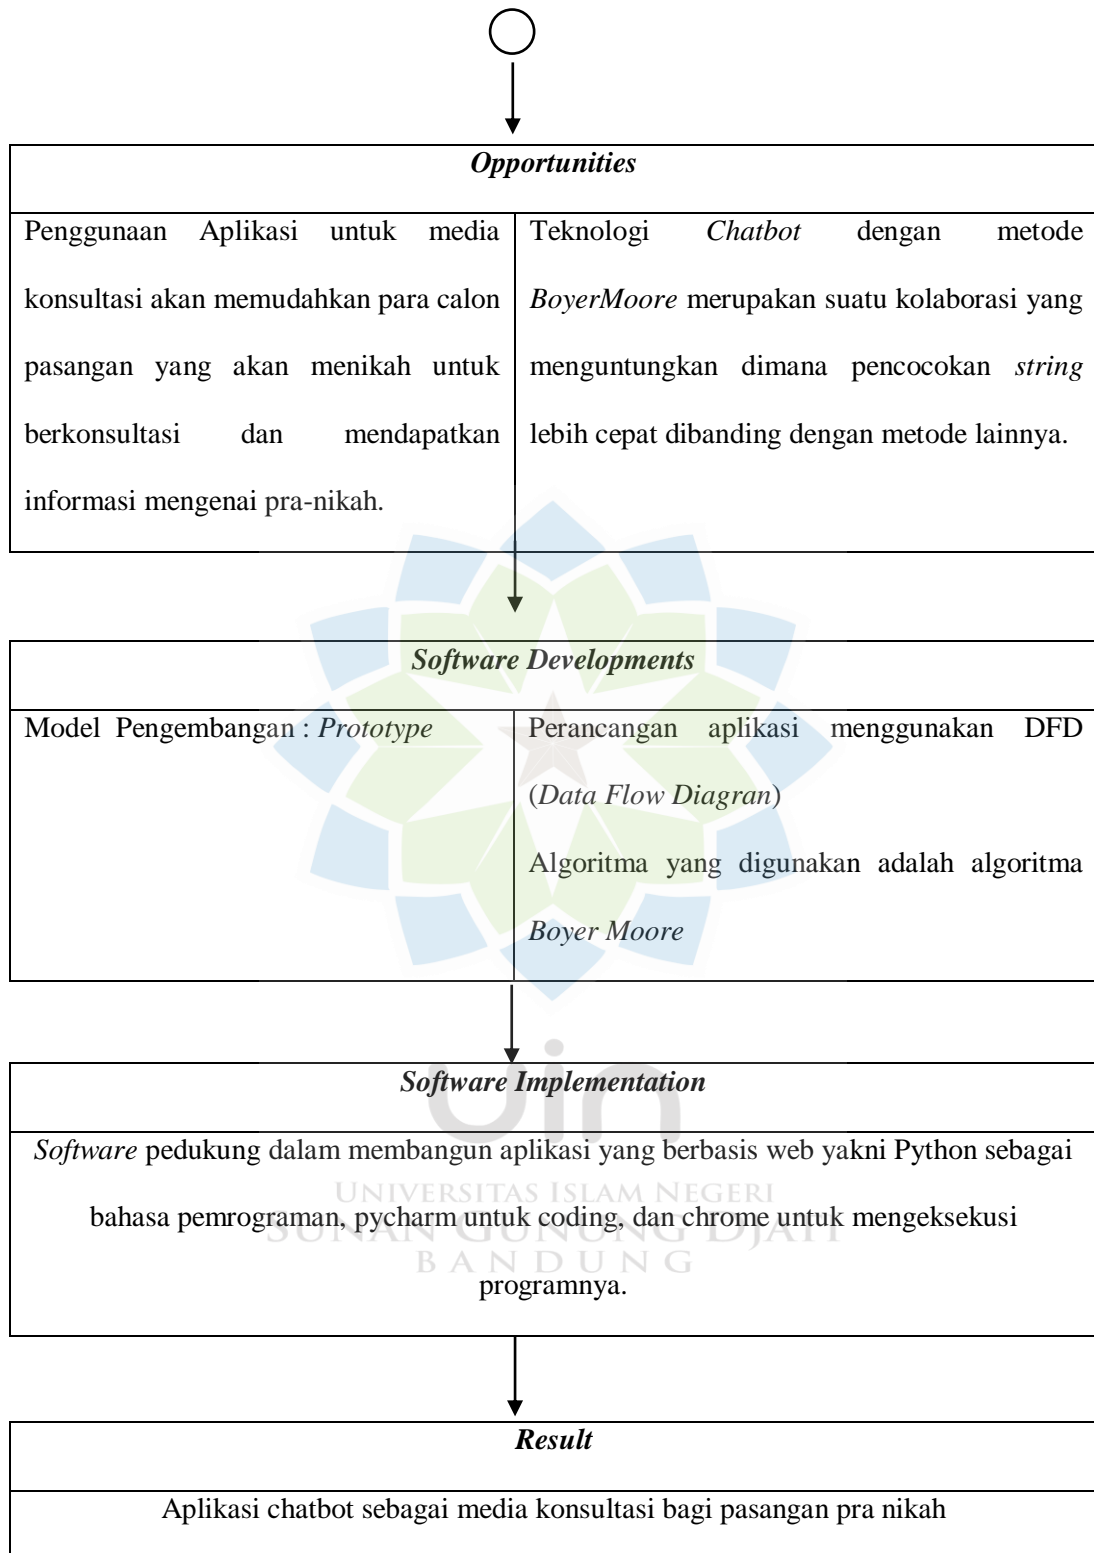 Opportunities
Penggunaan Aplikasi untuk media
konsultasi akan memudahkan para calon
pasangan yang akan menikah untuk
berkonsultasi dan mendapatkan
informasi mengenai pra-nikah.
Teknologi Chatbot dengan metode
BoyerMoore merupakan suatu kolaborasi yang
menguntungkan dimana pencocokan string
lebih cepat dibanding dengan metode lainnya.
Software Developments
Model Pengembangan : Prototype
Perancangan aplikasi menggunakan DFD
(Data Flow Diagran)
Algoritma yang digunakan adalah algoritma
Boyer Moore
Software Implementation
Software pedukung dalam membangun aplikasi yang berbasis web yakni Python sebagai
bahasa pemrograman, pycharm untuk coding, dan chrome untuk mengeksekusi
programnya.
uin
UNIVERSITAS ISLAM NEGERI
SUNAN GUNUNG DJATI
BANDUNG
Result
Aplikasi chatbot sebagai media konsultasi bagi pasangan pra nikah